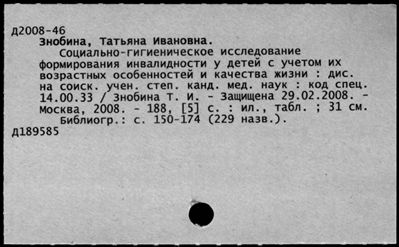 Д2008-46
Знобина, Татьяна Ивановна.
Социально-гигиеническое исследование
формирования инвалидности у детей с учетом их
возрастных особенностей и качества жизни : дис.
на соиск. учен. степ. канд. мед. наук : код спец.
14.00.33 / Знобина Т. И. - Защищена 29.02.2008. -
Москва, 2008. - 188, [5] с. : ил., табл. ; 31 см.
Библиогр.: с. 150-174 (229 назв.).
Д189585